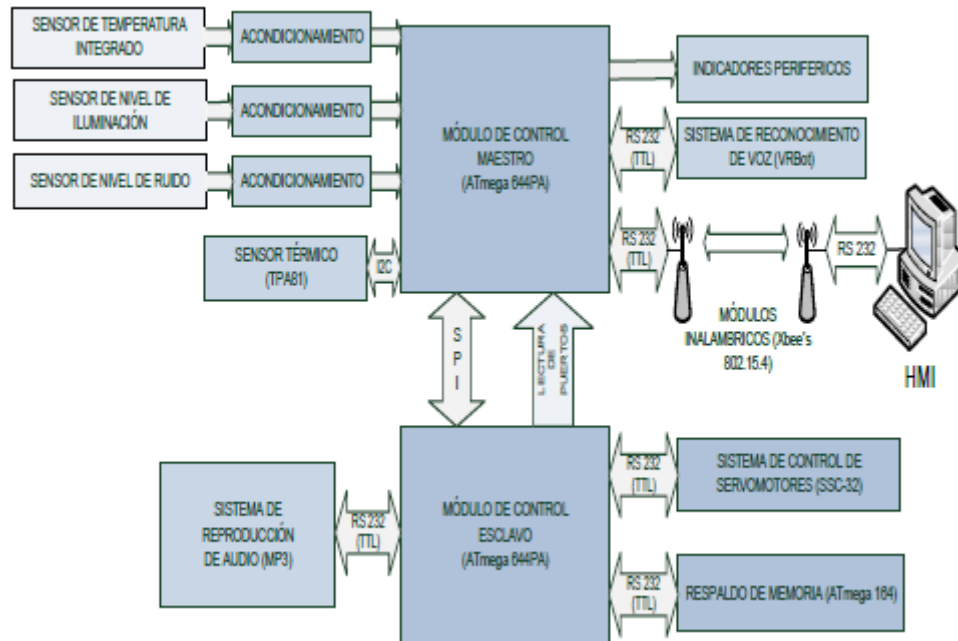 SENSOR DE TEMPERATURA
INTEGRADO
ACONDICIONAMIENTO
SENSOR DE NIVEL DE
ILUMINACIÓN
ACONDICIONAMIENTO
SENSOR DE NIVEL DE RUIDO
ACONDICIONAMIENTO
SENSOR TÉRMICO
(TPA81)
I2C
MÓDULO DE CONTROL
MAESTRO
(ATmega 644PA)
INDICADORES PERIFERICOS
RS 232
(TTL)
SISTEMA DE RECONOCIMIENTO
DE VOZ (VRBot)
RS 232
(TTL)
RS 232
MÓDULOS
INALAMBRICOS (Xbee's
802.15.4)
HMI
SPI
LECTURA
DE
PUERTOS
SISTEMA DE
REPRODUCCIÓN
DE AUDIO (MP3)
RS 232
(TTL)
MÓDULO DE CONTROL
ESCLAVO
(ATmega 644PA)
RS 232
(TTL)
SISTEMA DE CONTROL DE
SERVOMOTORES (SSC-32)
RS 232
(TTL)
RESPALDO DE MEMORIA (ATmega 164)